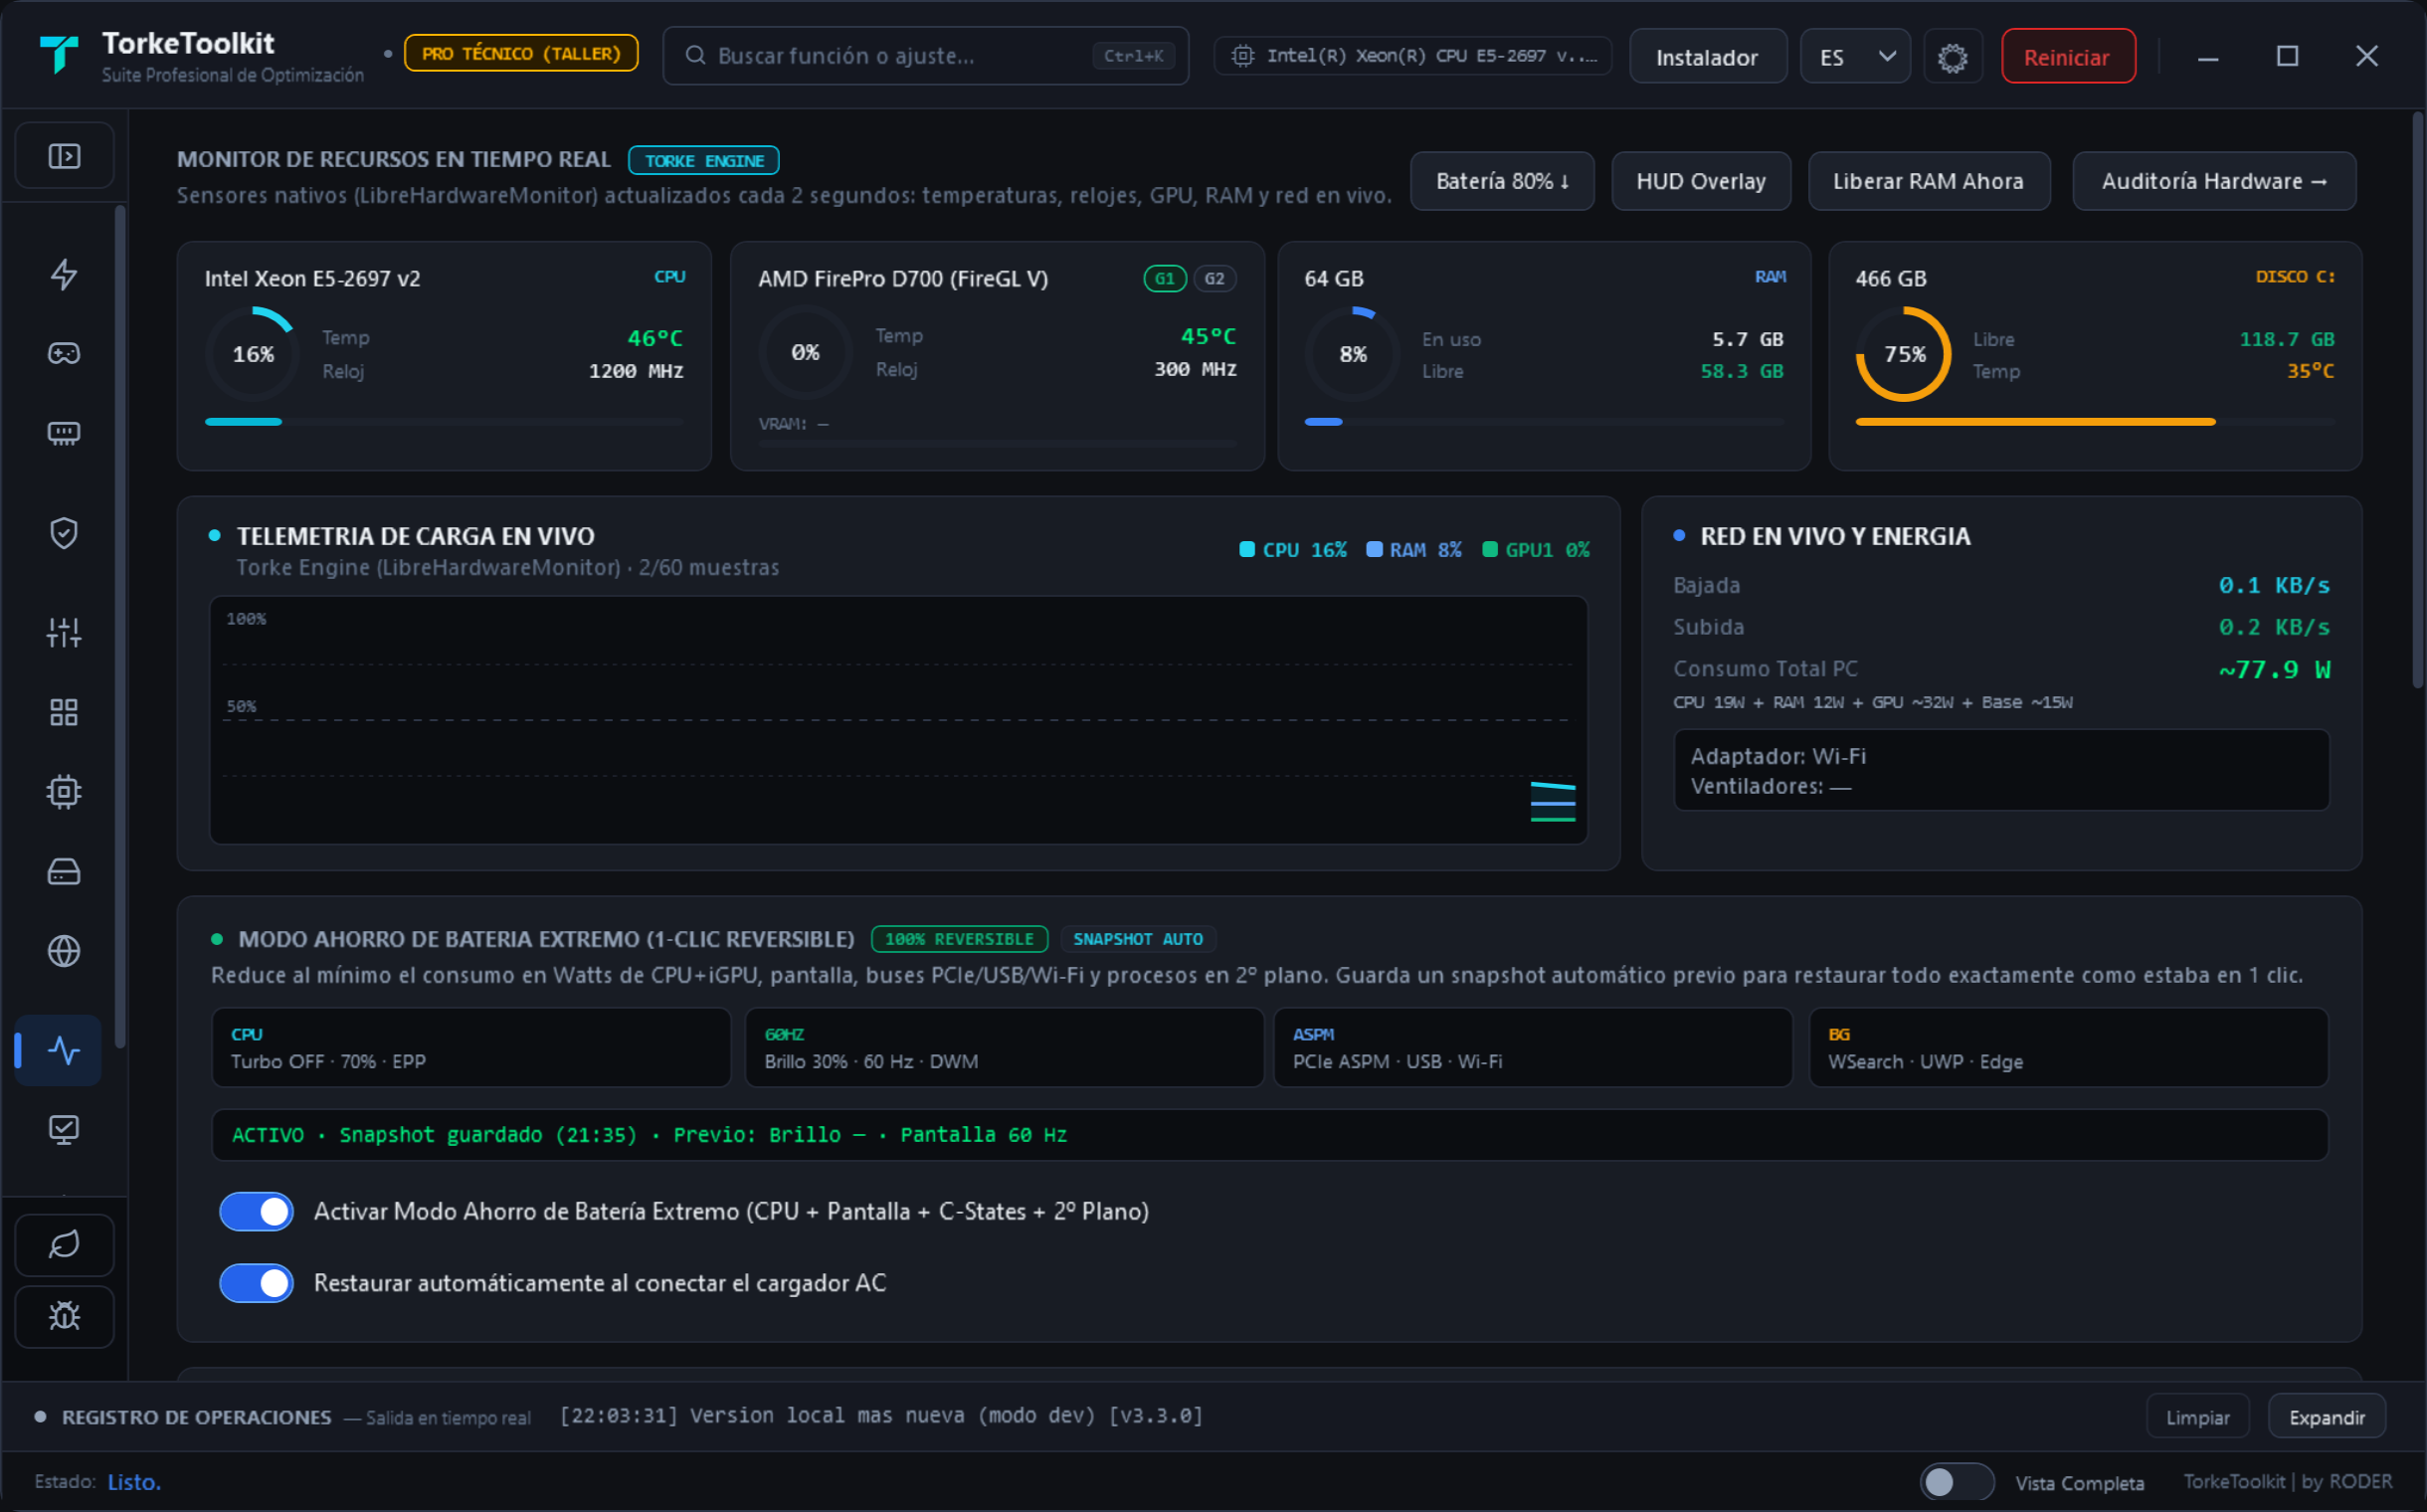 TorkeToolkit
Suite Profesional de Optimización
PRO TÉCNICO (TALLER)
Buscar función o ajuste...
Ctrl+K
Intel(R) Xeon(R) CPU E5-2697 v...
Instalador
ES
Reiniciar
MONITOR DE RECURSOS EN TIEMPO REAL
TORKE ENGINE
Sensores nativos (LibreHardwareMonitor) actualizados cada 2 segundos: temperaturas, relojes, GPU, RAM y red en vivo.
Batería 80% ↓
HUD Overlay
Liberar RAM Ahora
Auditoría Hardware →
Intel Xeon E5-2697 v2
CPU
16%
Temp
46°C
Reloj
1200 MHz
AMD FirePro D700 (FireGL V)
G1
G2
0%
Temp
45°C
Reloj
300 MHz
VRAM: —
64 GB
RAM
8%
En uso
5.7 GB
Libre
58.3 GB
466 GB
DISCO C:
75%
Libre
118.7 GB
Temp
35°C
TELEMETRIA DE CARGA EN VIVO
Torke Engine (LibreHardwareMonitor) · 2/60 muestras
CPU 16%
RAM 8%
GPU1 0%
100%
50%
RED EN VIVO Y ENERGIA
Bajada
0.1 KB/s
Subida
0.2 KB/s
Consumo Total PC
~77.9 W
CPU 19W + RAM 12W + GPU ~32W + Base ~15W
Adaptador: Wi-Fi
Ventiladores: —
MODO AHORRO DE BATERIA EXTREMO (1-CLIC REVERSIBLE)
100% REVERSIBLE
SNAPSHOT AUTO
Reduce al mínimo el consumo en Watts de CPU+iGPU, pantalla, buses PCIe/USB/Wi-Fi y procesos en 2º plano. Guarda un snapshot automático previo para restaurar todo exactamente como estaba en 1 clic.
CPU
Turbo OFF · 70% · EPP
60HZ
Brillo 30% · 60 Hz · DWM
ASPM
PCIe ASPM · USB · Wi-Fi
BG
WSearch · UWP · Edge
ACTIVO · Snapshot guardado (21:35) · Previo: Brillo — · Pantalla 60 Hz
Activar Modo Ahorro de Batería Extremo (CPU + Pantalla + C-States + 2º Plano)
Restaurar automáticamente al conectar el cargador AC
REGISTRO DE OPERACIONES
— Salida en tiempo real
[22:03:31] Version local mas nueva (modo dev) [v3.3.0]
Limpiar
Expandir
Estado: Listo.
Vista Completa
TorkeToolkit | by RODER